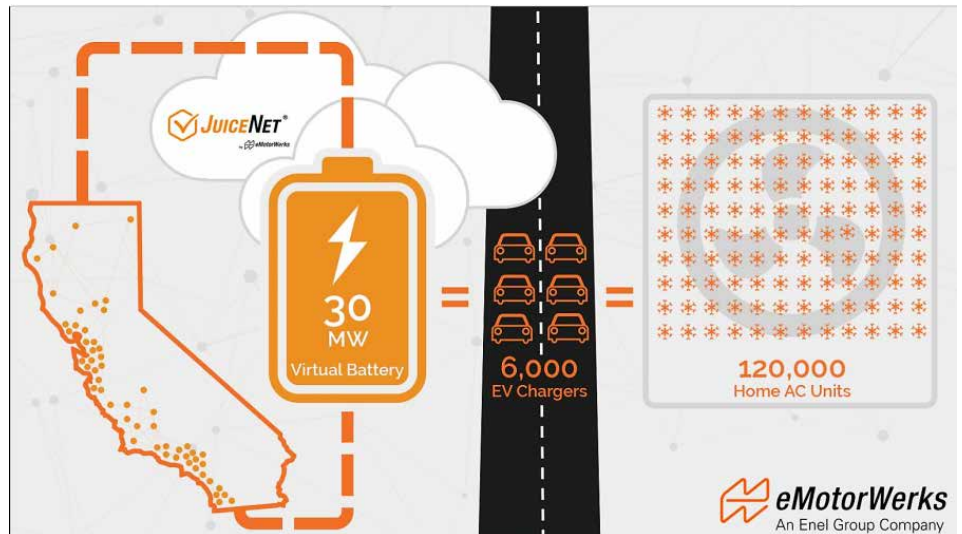 JUICENET®
by eMotorWerks
30
MW
Virtual Battery
=
6,000
EV Chargers
=
120,000
Home AC Units
eMotorWerks
An Enel Group Company